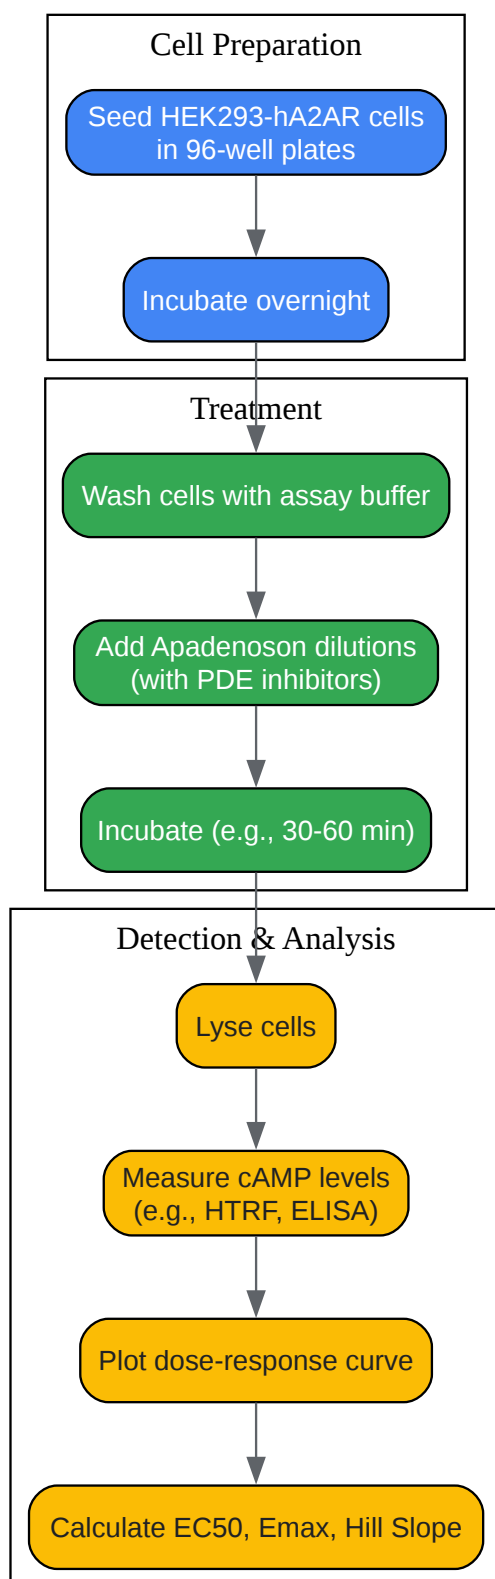 Cell Preparation
Seed HEK293-hA2AR cells
in 96-well plates
Incubate overnight
Treatment
Wash cells with assay buffer
Add Apadenoson dilutions
(with PDE inhibitors)
Incubate (e.g., 30-60 min)
Detection & Analysis
Lyse cells
Measure cAMP levels
(e.g., HTRF, ELISA)
Plot dose-response curve
Calculate EC50, Emax, Hill Slope